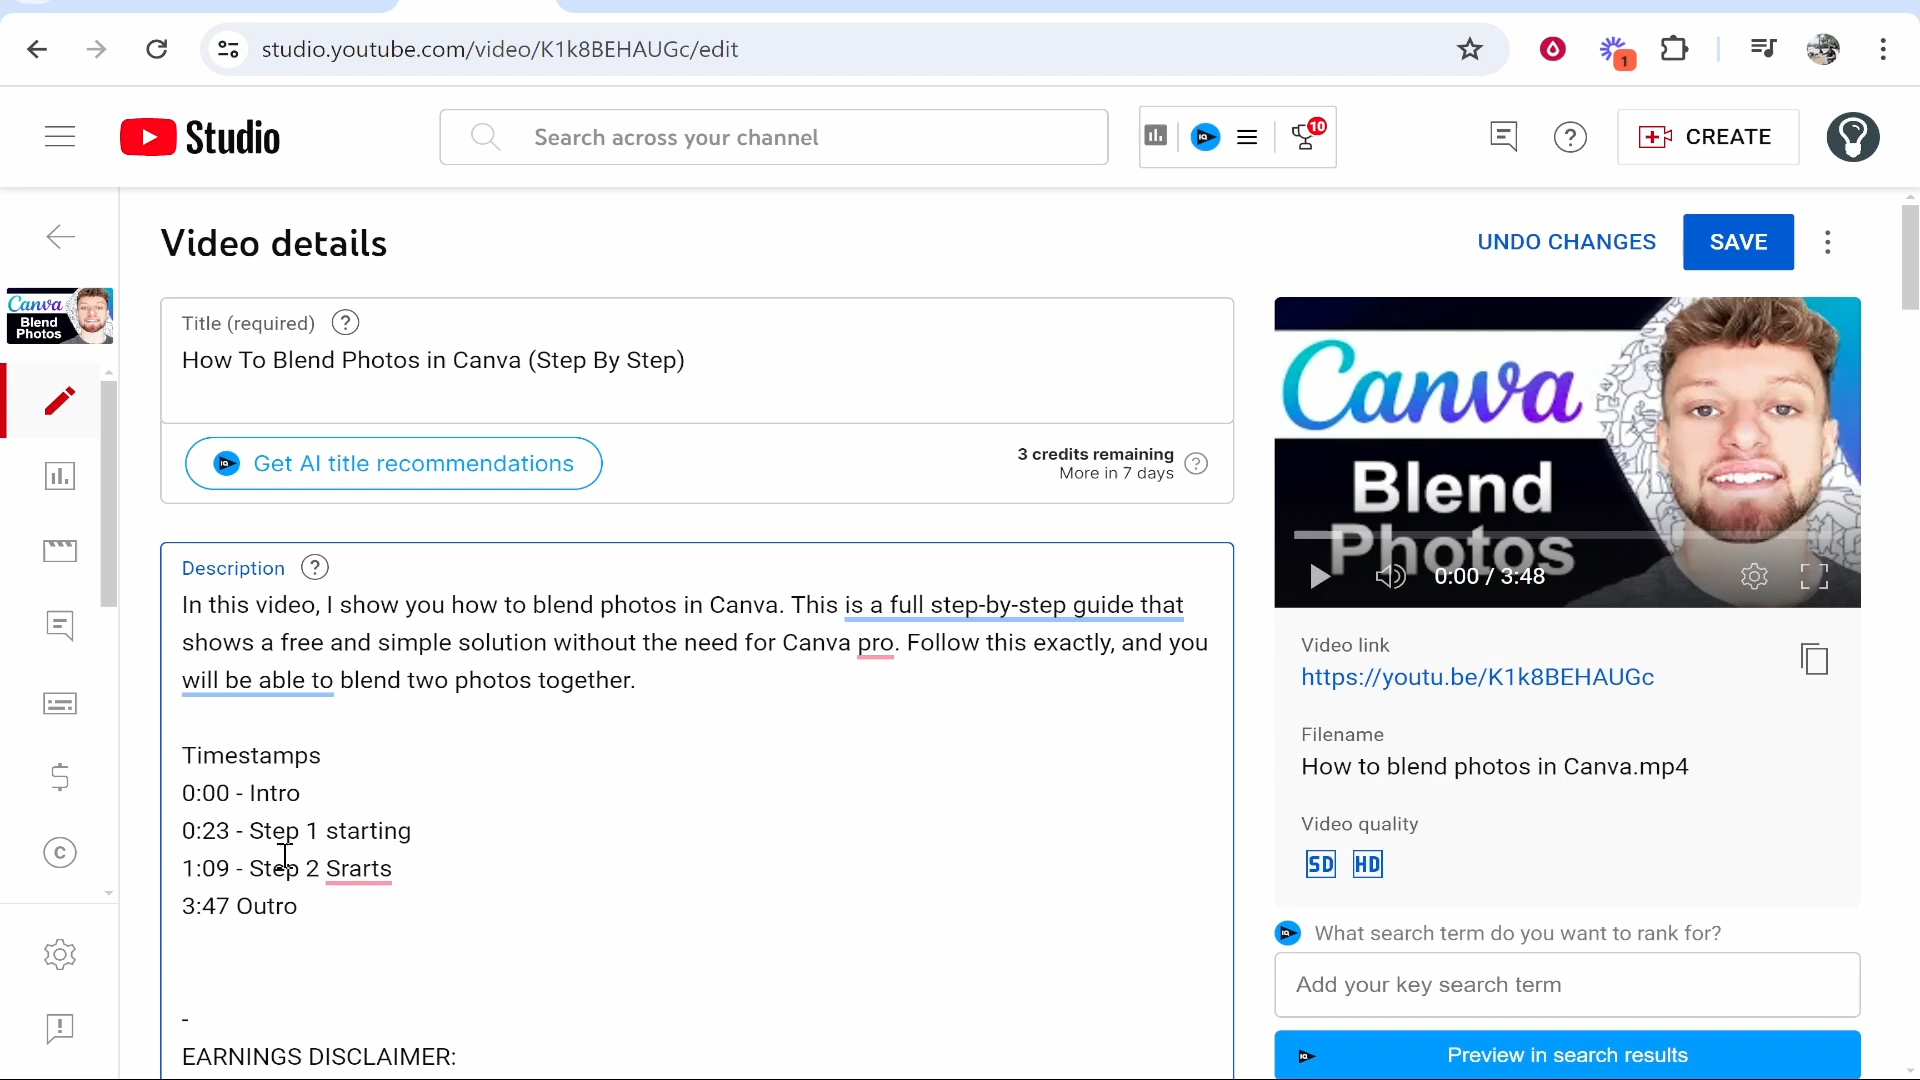 studio.youtube.com/video/K1k8BEHAUGc/edit
1
Studio
Search across your channel
IQ
10
CREATE
Video details
UNDO CHANGES
SAVE
Canva
Blend
Photos
Title (required)
How To Blend Photos in Canva (Step By Step)
Get AI title recommendations
3 credits remaining
More in 7 days
Canva
Blend
Photos
0:00 / 3:48
Description
In this video, I show you how to blend photos in Canva. This is a full step-by-step guide that
shows a free and simple solution without the need for Canva pro. Follow this exactly, and you
will be able to blend two photos together.
Timestamps
0:00 - Intro
0:23 - Step 1 starting
1:09 - Step 2 Srarts
3:47 Outro
-
EARNINGS DISCLAIMER:
Video link
https://youtu.be/K1k8BEHAUGc
Filename
How to blend photos in Canva.mp4
Video quality
SD HD
What search term do you want to rank for?
Add your key search term
Preview in search results